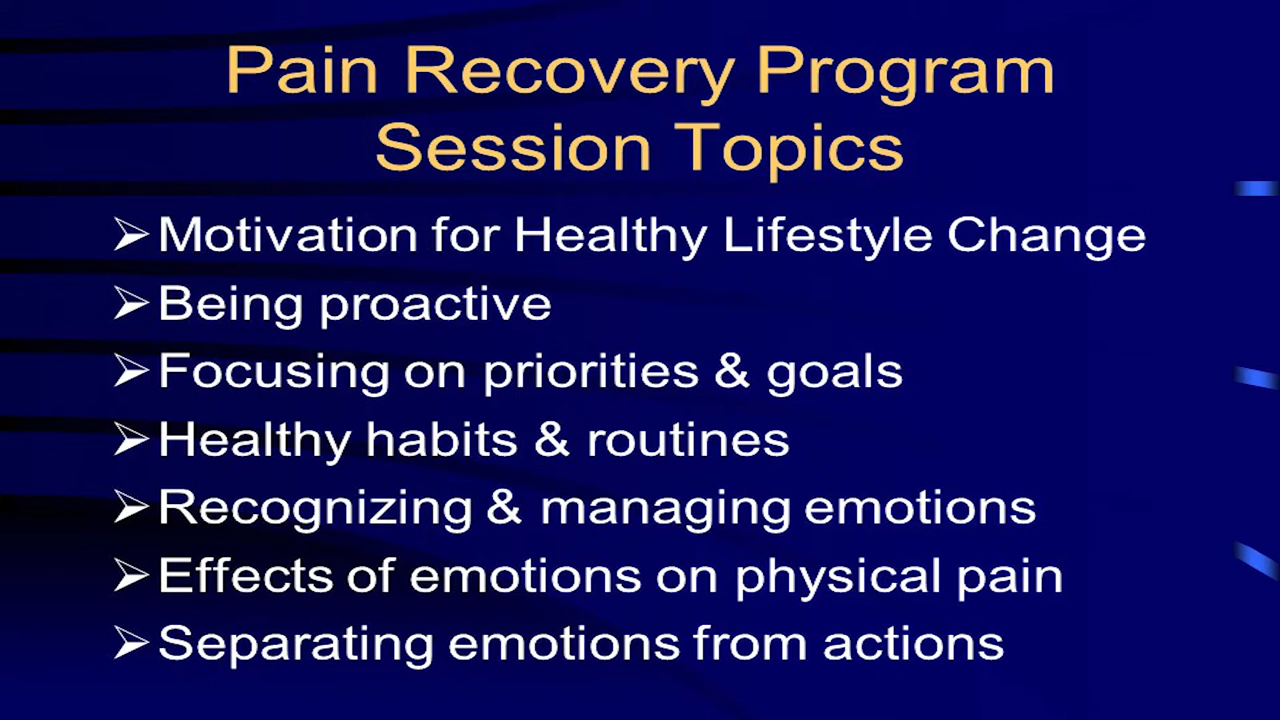 Pain Recovery Program
Session Topics
➢Motivation for Healthy Lifestyle Change
➢Being proactive
➢Focusing on priorities & goals
➢Healthy habits & routines
➢Recognizing & managing emotions
➢Effects of emotions on physical pain
➢Separating emotions from actions